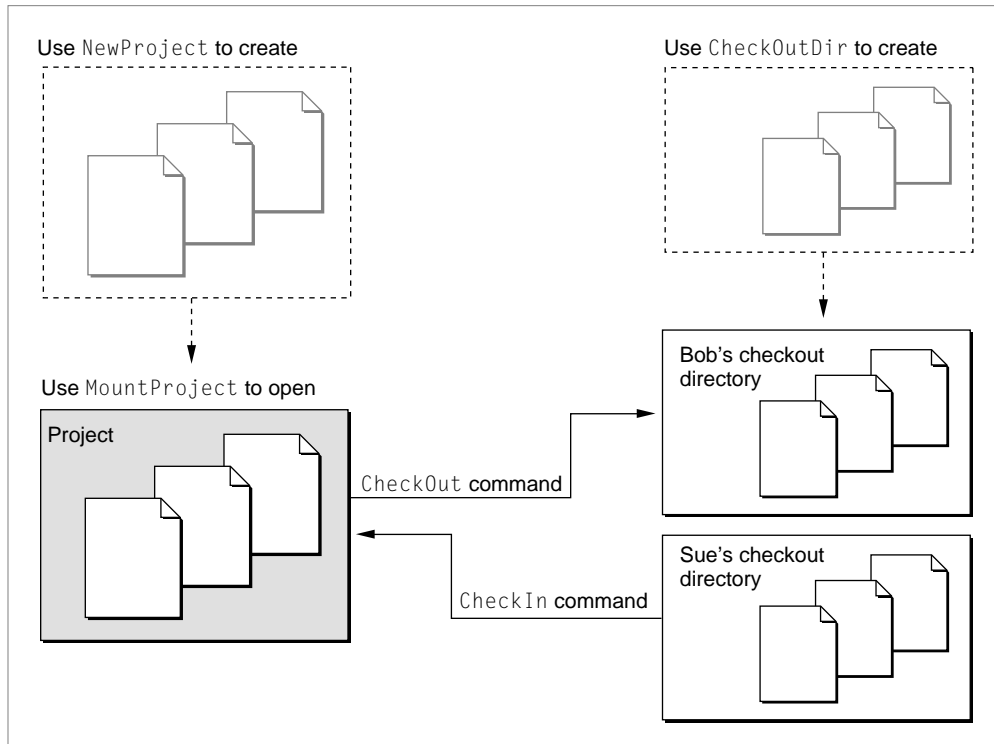 Use NewProject to create
Use CheckOutDir to create
Use MountProject to open
Project
CheckOut command
CheckIn command
Bob’s checkout
directory
Sue’s checkout
directory